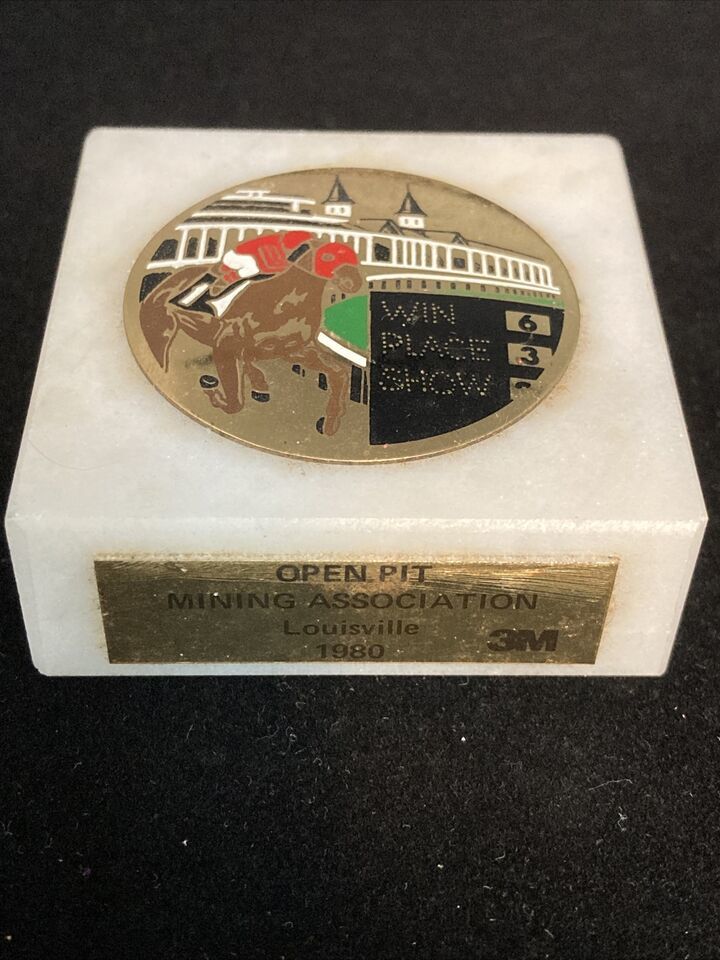 WIN 6
PLACE 3
SHOW
OPEN PIT
MINING ASSOCIATION
Louisville
1980
3M